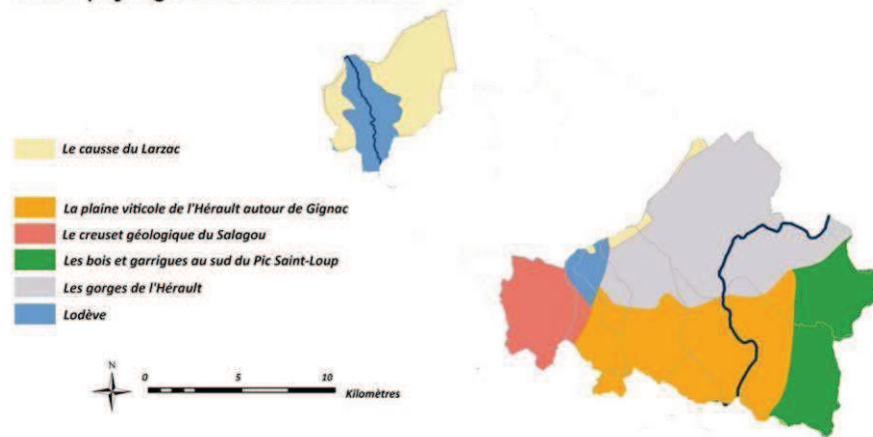 Le causse du Larzac
La plaine viticole de l'Hérault autour de Gignac
Le creuset géologique du Salagou
Les bois et garrigues au sud du Pic Saint-Loup
Les gorges de l'Hérault
Lodève
N
0 5 10
Kilomètres